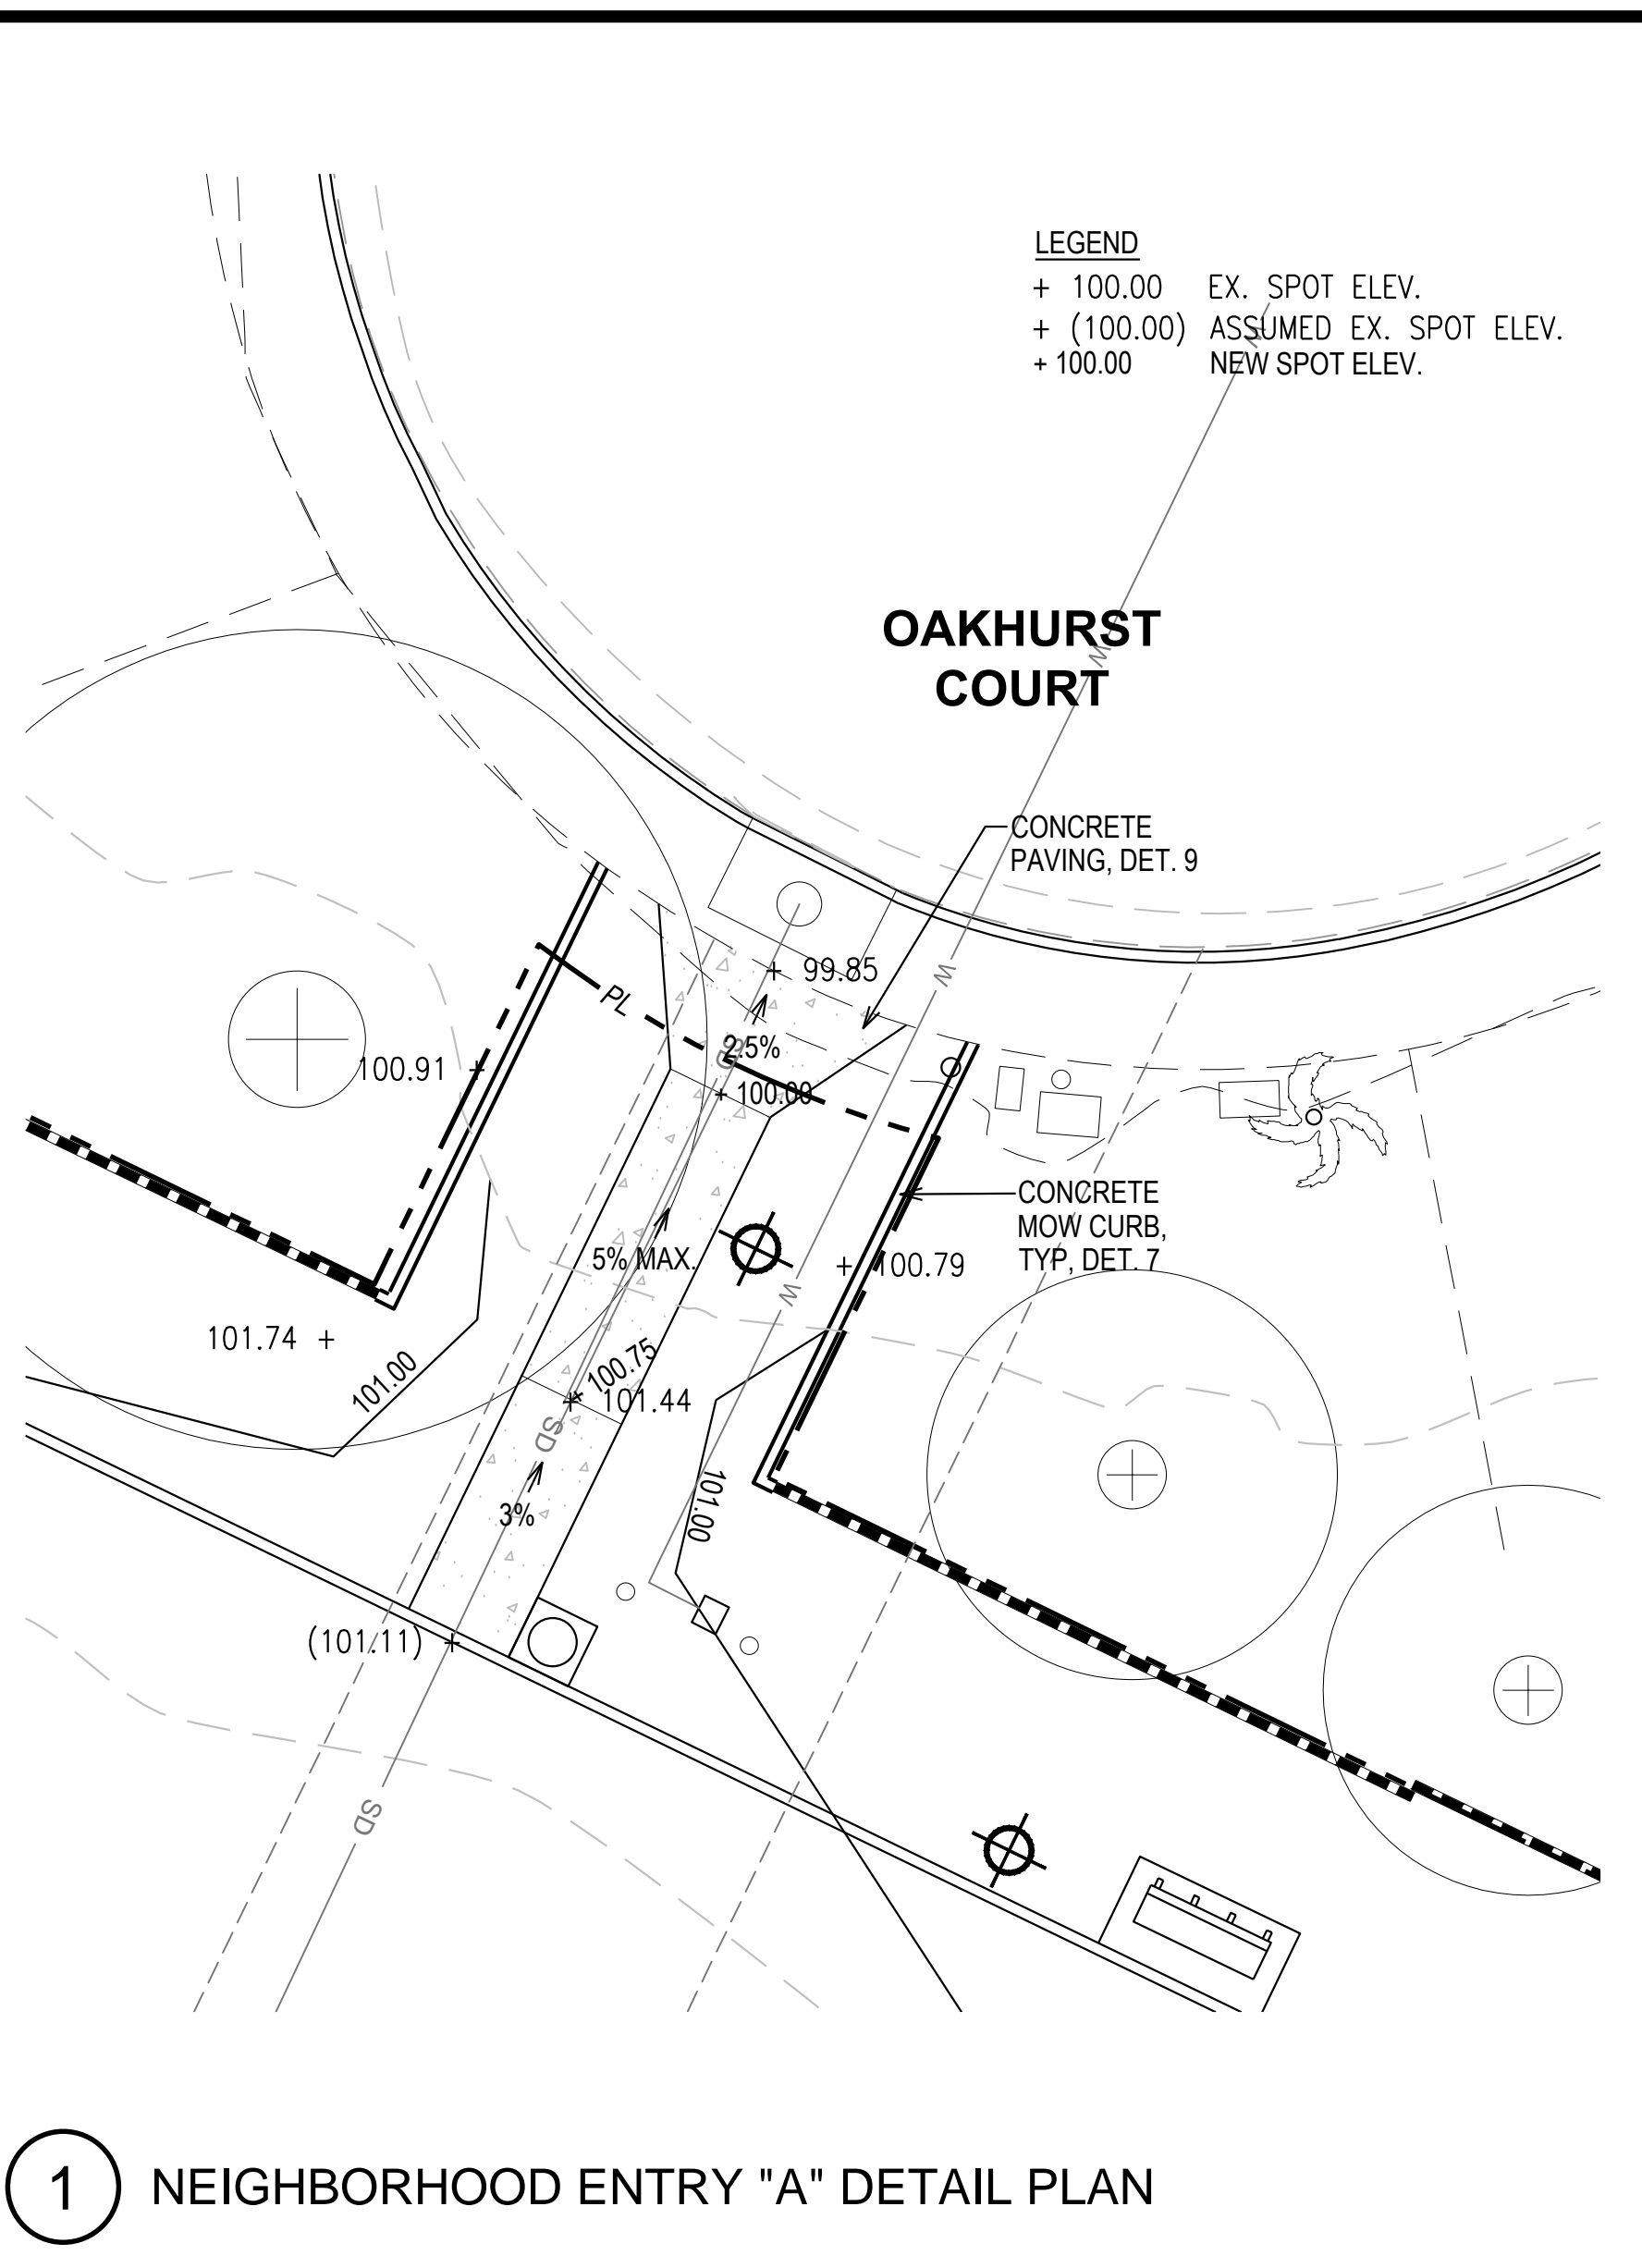 LEGEND
+ 100.00 EX. SPOT ELEV.
+ (100.00) ASSUMED EX. SPOT ELEV.
+ 100.00 NEW SPOT ELEV.
W
OAKHURST
COURT
W
CONCRETE
PAVING, DET. 9
+ 99.85
W
PL
2.5%
SD
100.91 +
+ 100.00
CONCRETE
MOW CURB,
TYP, DET. 7
5% MAX.
+ 100.79
W
101.74 +
101.00
+ 100.75
+ 101.44
SD
3%
101.00
(101.11) +
SD
1 NEIGHBORHOOD ENTRY "A" DETAIL PLAN